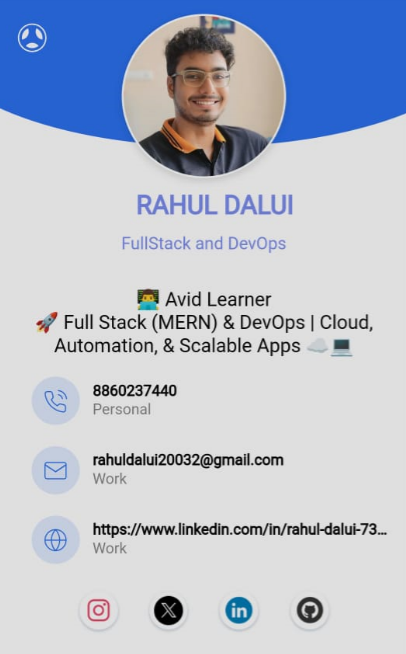 RAHUL DALUI
FullStack and DevOps
👨‍💻 Avid Learner
🚀 Full Stack (MERN) & DevOps | Cloud,
Automation, & Scalable Apps ☁️💻
8860237440
Personal
rahuldalui20032@gmail.com
Work
https://www.linkedin.com/in/rahul-dalui-73...
Work
in